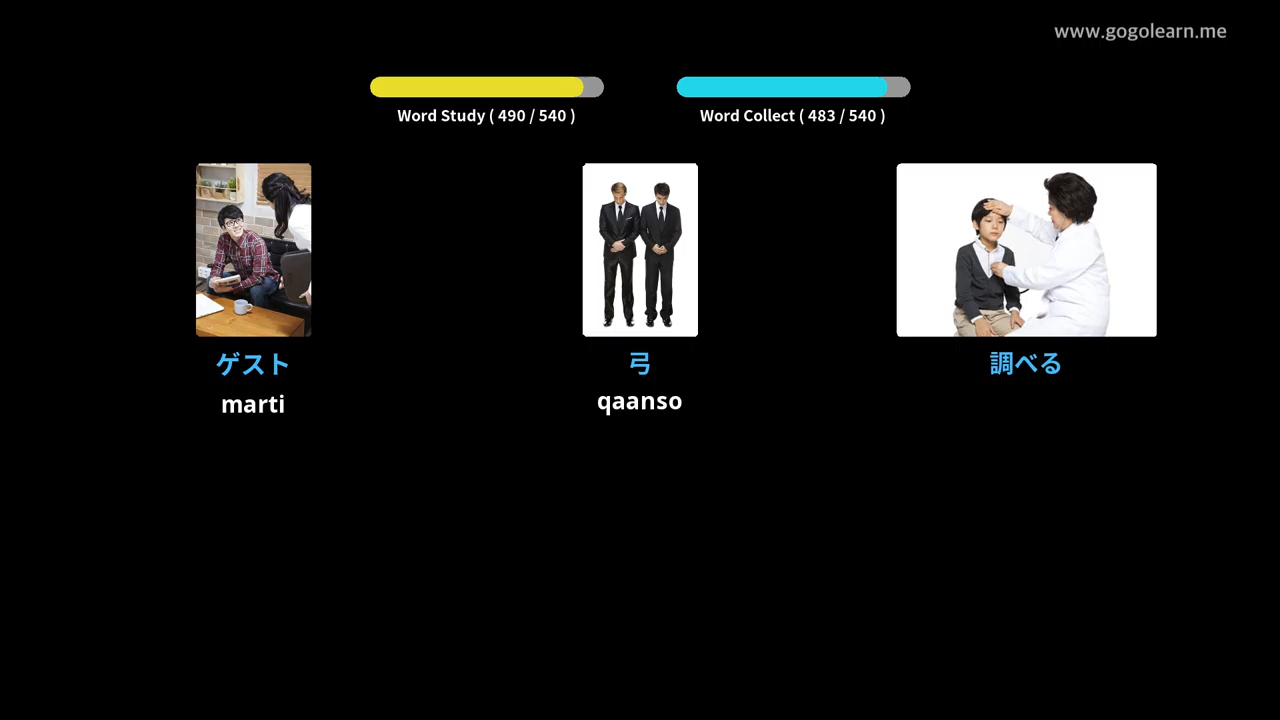 www.gogolearn.me
Word Study ( 490 / 540 )
Word Collect ( 483 / 540 )
ゲスト
marti
弓
qaanso
調べる